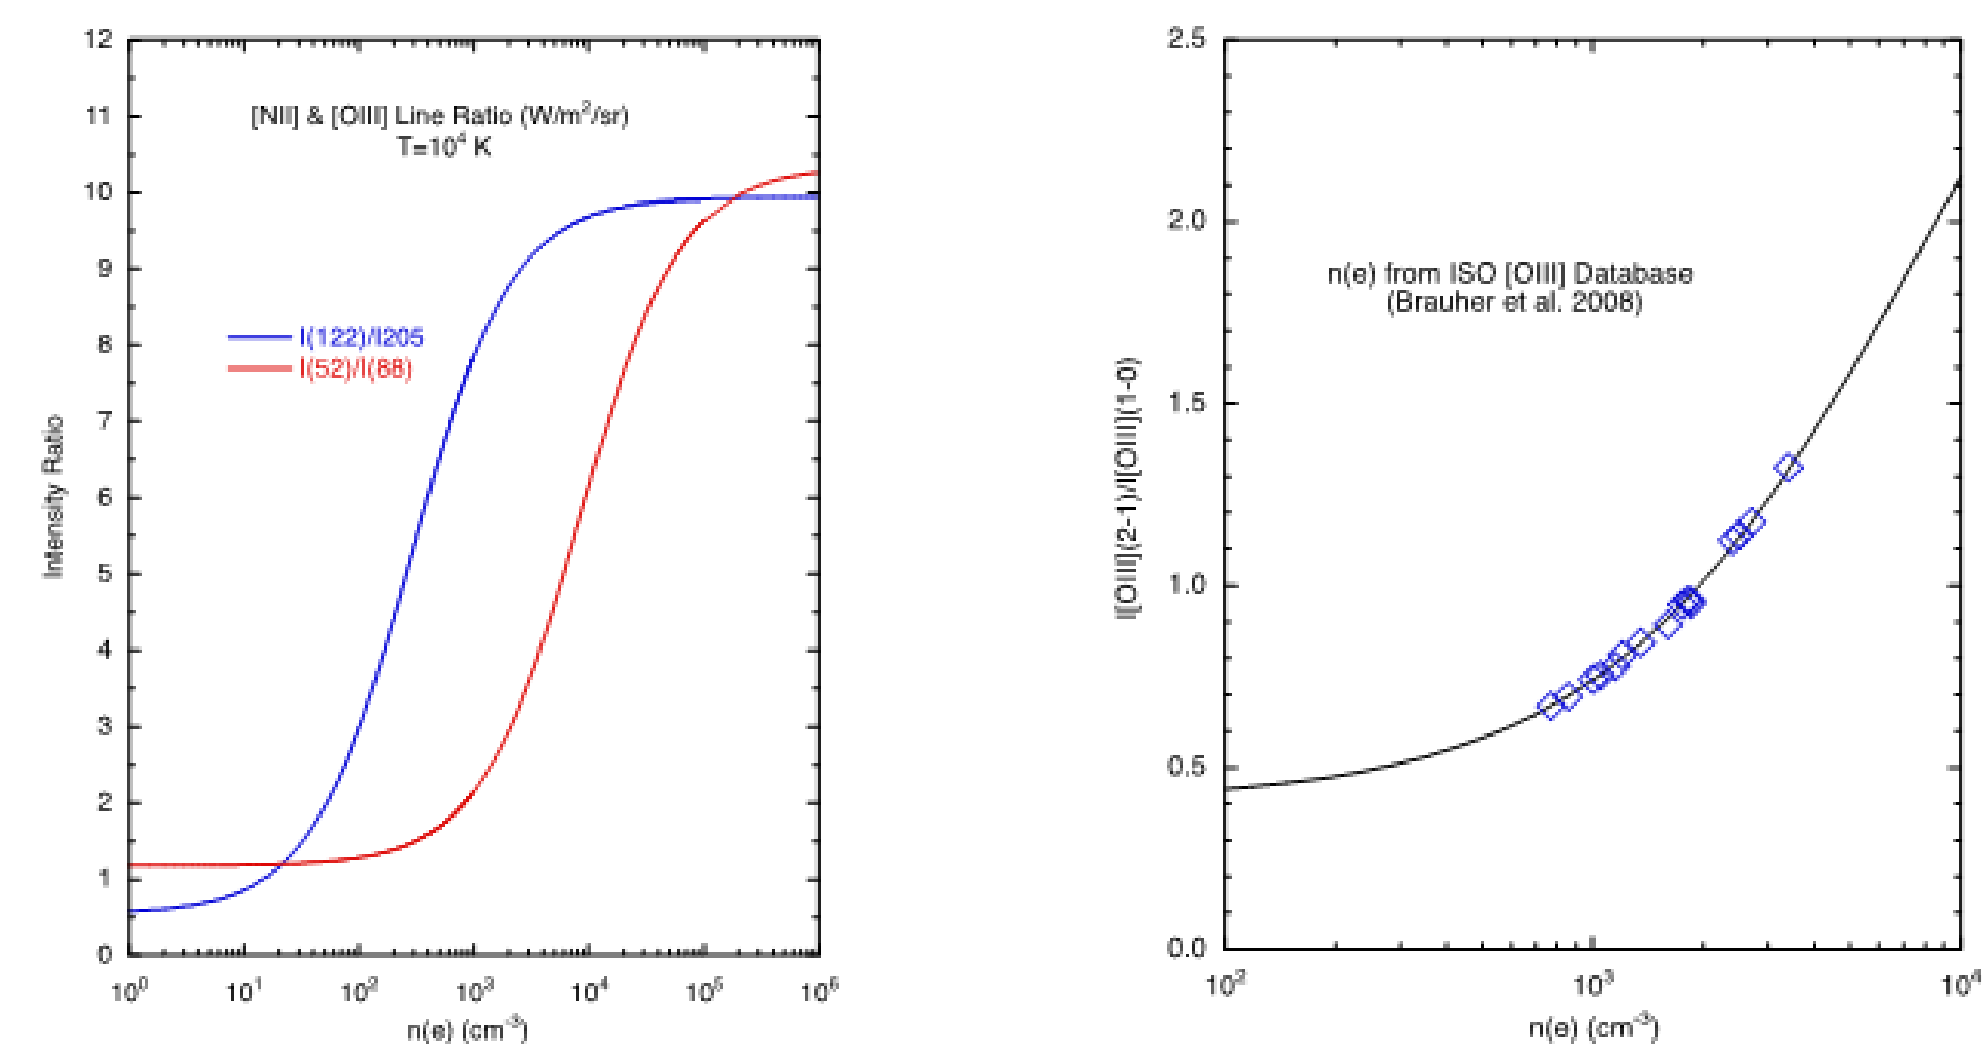 [NII] & [OIII] Line Ratio (W/m²/sr)
T=10⁴ K
I(122)/I205
I(52)/I(88)
Intensity Ratio
12
11
10
9
8
7
6
5
4
3
2
1
0
10⁰ 10¹ 10² 10³ 10⁴ 10⁵ 10⁶
n(e) (cm⁻³)
n(e) from ISO [OIII] Database
(Brauher et al. 2008)
I[OIII](2-1)/I[OIII](1-0)
2.5
2.0
1.5
1.0
0.5
0.0
10² 10³ 10⁴
n(e) (cm⁻³)